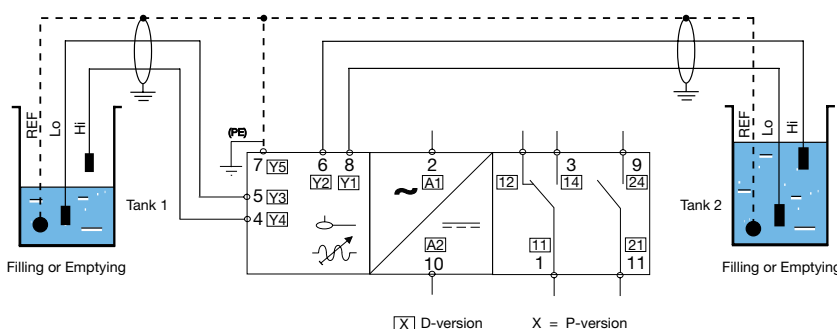 REF
Lo
Hi
Tank 1
Filling or Emptying
(PE)
7 Y5
6
Y2
8
Y1
5 Y3
4 Y4
2
A1
~
A2
10
12
3
14
9
24
11
1
21
11
REF
Lo
Hi
Tank 2
Filling or Emptying
X D-version
X = P-version